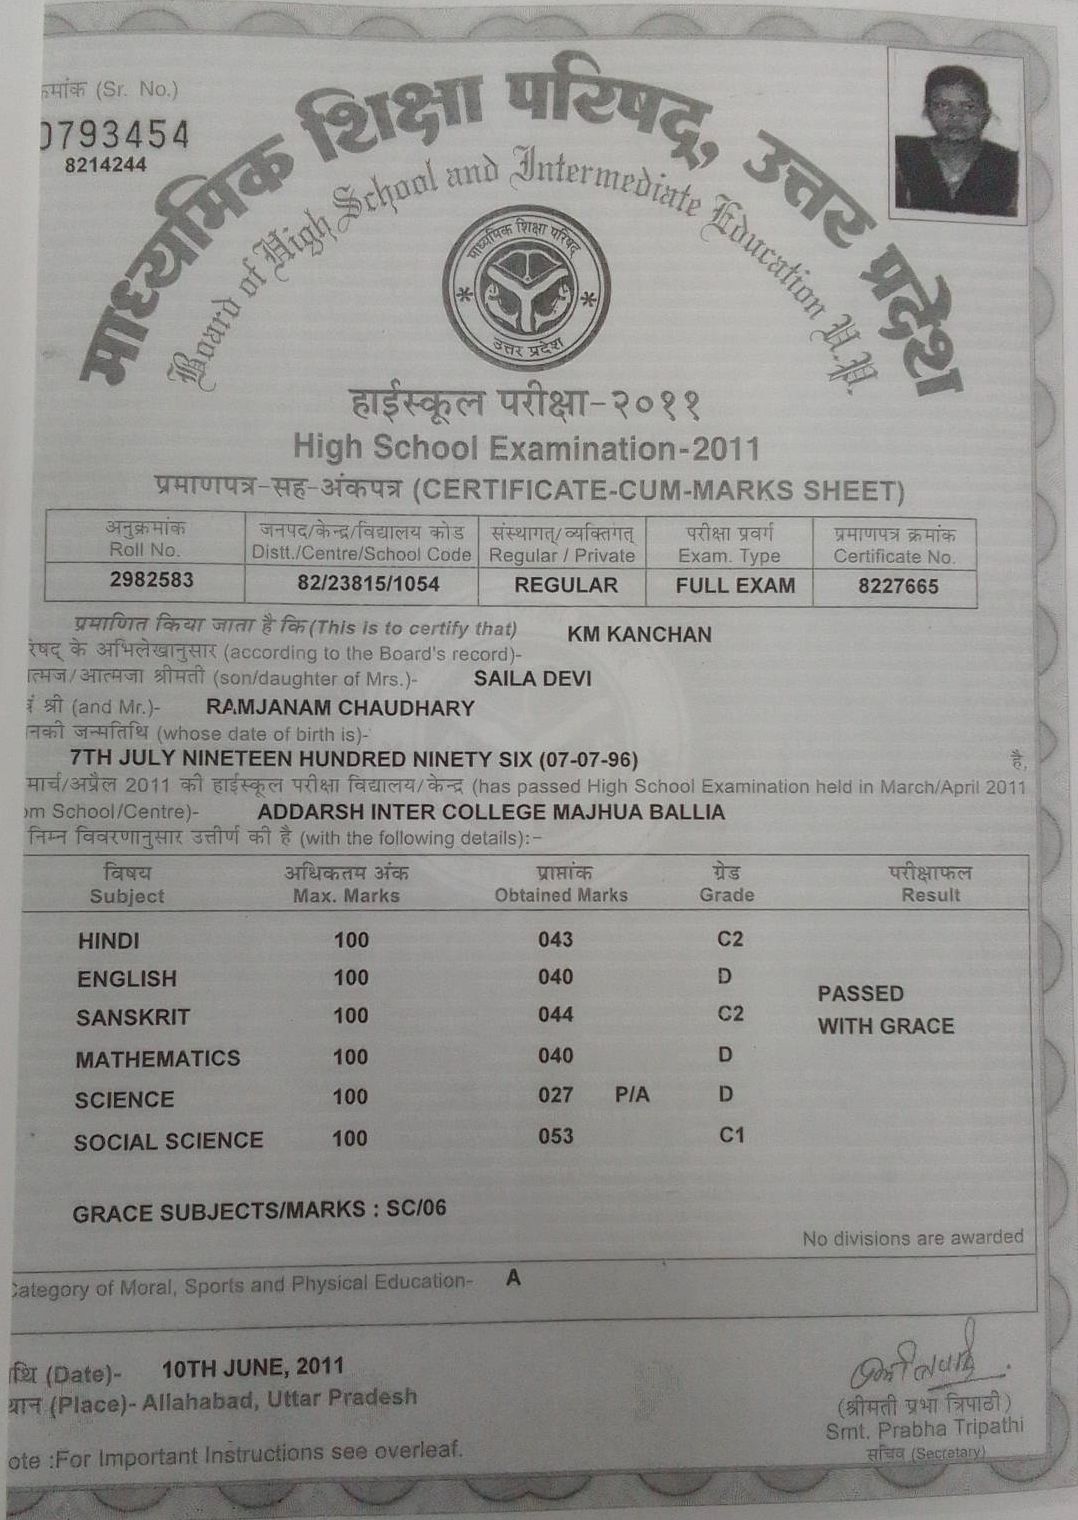 क्रमांक (Sr. No.)
0793454
8214244
माध्यमिक शिक्षा परिषद्, उत्तर प्रदेश
Board of High School and Intermediate Education U.P.
माध्यमिक शिक्षा परिषद
उत्तर प्रदेश
हाईस्कूल परीक्षा-२०११
High School Examination-2011
प्रमाणपत्र-सह-अंकपत्र (CERTIFICATE-CUM-MARKS SHEET)
अनुक्रमांक जनपद/केन्द्र/विद्यालय कोड संस्थागत्/व्यक्तिगत् परीक्षा प्रवर्ग प्रमाणपत्र क्रमांक
Roll No. Distt./Centre/School Code Regular / Private Exam. Type Certificate No.
2982583 82/23815/1054 REGULAR FULL EXAM 8227665
प्रमाणित किया जाता है कि (This is to certify that) KM KANCHAN
रिषद् के अभिलेखानुसार (according to the Board's record)-
त्मज/आत्मजा श्रीमती (son/daughter of Mrs.)- SAILA DEVI
वं श्री (and Mr.)- RAMJANAM CHAUDHARY
नकी जन्मतिथि (whose date of birth is)-
7TH JULY NINETEEN HUNDRED NINETY SIX (07-07-96) है,
मार्च/अप्रैल 2011 की हाईस्कूल परीक्षा विद्यालय/केन्द्र (has passed High School Examination held in March/April 2011
om School/Centre)- ADDARSH INTER COLLEGE MAJHUA BALLIA
निम्न विवरणानुसार उत्तीर्ण की है (with the following details):-
विषय अधिकतम अंक प्राप्तांक ग्रेड परीक्षाफल
Subject Max. Marks Obtained Marks Grade Result
HINDI 100 043 C2
ENGLISH 100 040 D
PASSED
SANSKRIT 100 044 C2
WITH GRACE
MATHEMATICS 100 040 D
SCIENCE 100 027 P/A D
SOCIAL SCIENCE 100 053 C1
GRACE SUBJECTS/MARKS : SC/06
No divisions are awarded
Category of Moral, Sports and Physical Education- A
थि (Date)- 10TH JUNE, 2011
थान (Place)- Allahabad, Uttar Pradesh
(श्रीमती प्रभा त्रिपाठी)
Smt. Prabha Tripathi
सचिव (Secretary)
ote :For Important Instructions see overleaf.